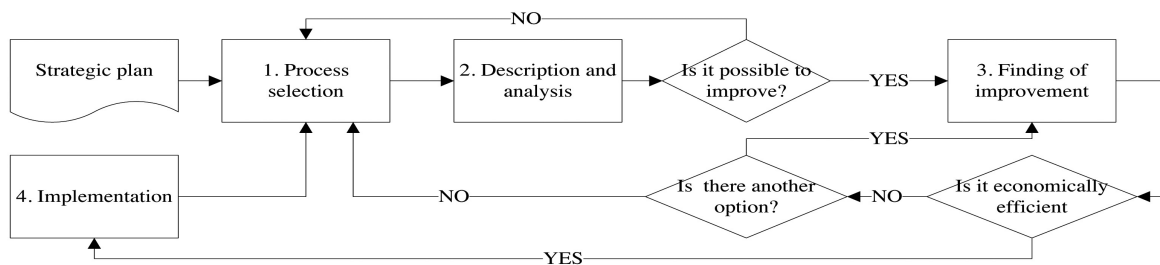 NO
Strategic plan
1. Process
selection
2. Description and
analysis
Is it possible to
improve?
YES
3. Finding of
improvement
YES
4. Implementation
NO
Is there another
option?
NO
Is it economically
efficient
YES